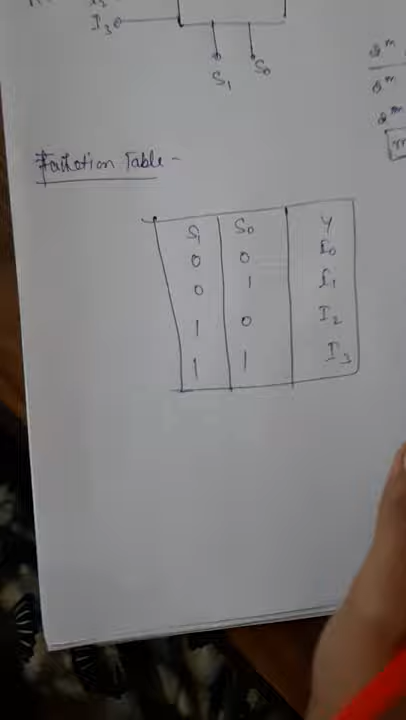 I₃
S₁ S₀
Function Table -
S₁ S₀ Y
0 0 I₀
0 1 I₁
1 0 I₂
1 1 I₃